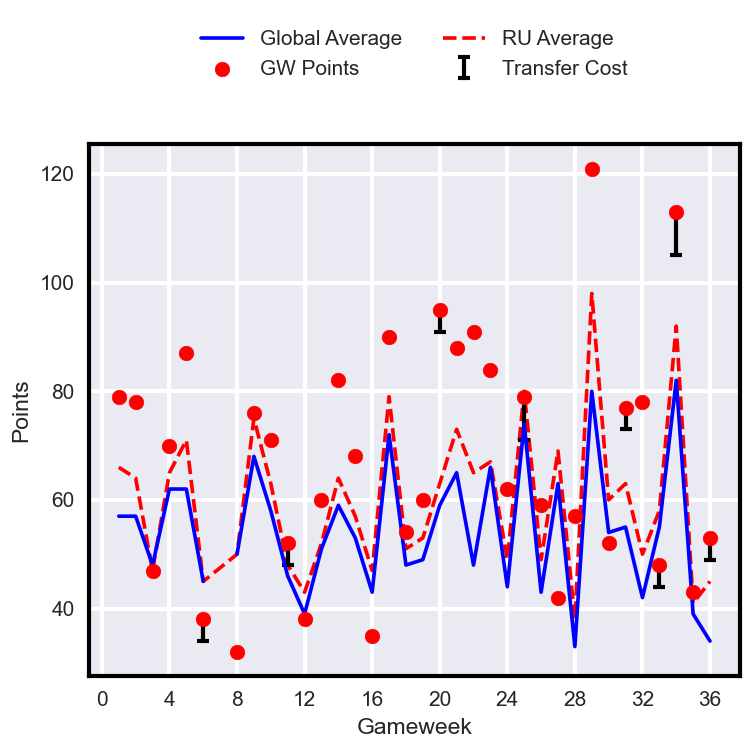 Global Average
RU Average
GW Points
Transfer Cost
120
100
80
60
40
Points
0 4 8 12 16 20 24 28 32 36
Gameweek